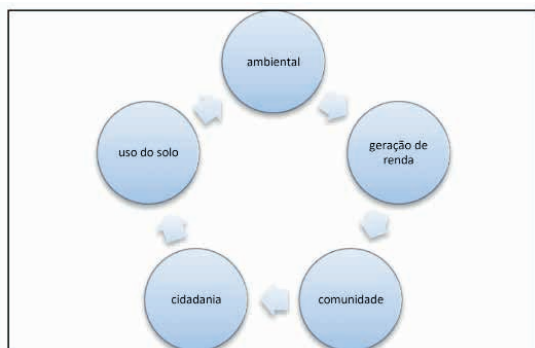 ambiental
uso do solo
geração de
renda
cidadania
comunidade